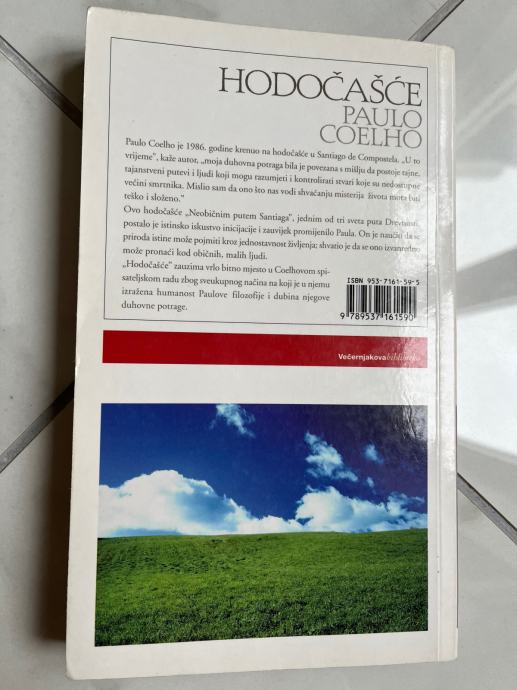 HODOČAŠĆE
PAULO
COELHO
Paulo Coelho je 1986. godine krenuo na hodočašće u Santiago de Compostela. „U to
vrijeme", kaže autor, „moja duhovna potraga bila je povezana s mišlju da postoje tajne,
tajanstveni putevi i ljudi koji mogu razumjeti i kontrolirati stvari koje su nedostupne
većini smrtnika. Mislio sam da ono što nas vodi shvaćanju misterija života mora biti
teško i složeno."
Ovo hodočašće „Neobičnim putem Santiaga", jednim od tri sveta puta Drevnosti,
postalo je istinsko iskustvo inicijacije i zauvijek promijenilo Paula. On je naučio da se
priroda istine može pojmiti kroz jednostavnost življenja; shvatio je da se ono izvanredno
može pronaći kod običnih, malih ljudi.
„Hodočašće" zauzima vrlo bitno mjesto u Coelhovom spi-
sateljskom radu zbog sveukupnog načina na koji je u njemu
izražena humanost Paulove filozofije i dubina njegove
duhovne potrage.
ISBN 953-7161-59-5
9 789537 161590
Večernjakova biblioteka